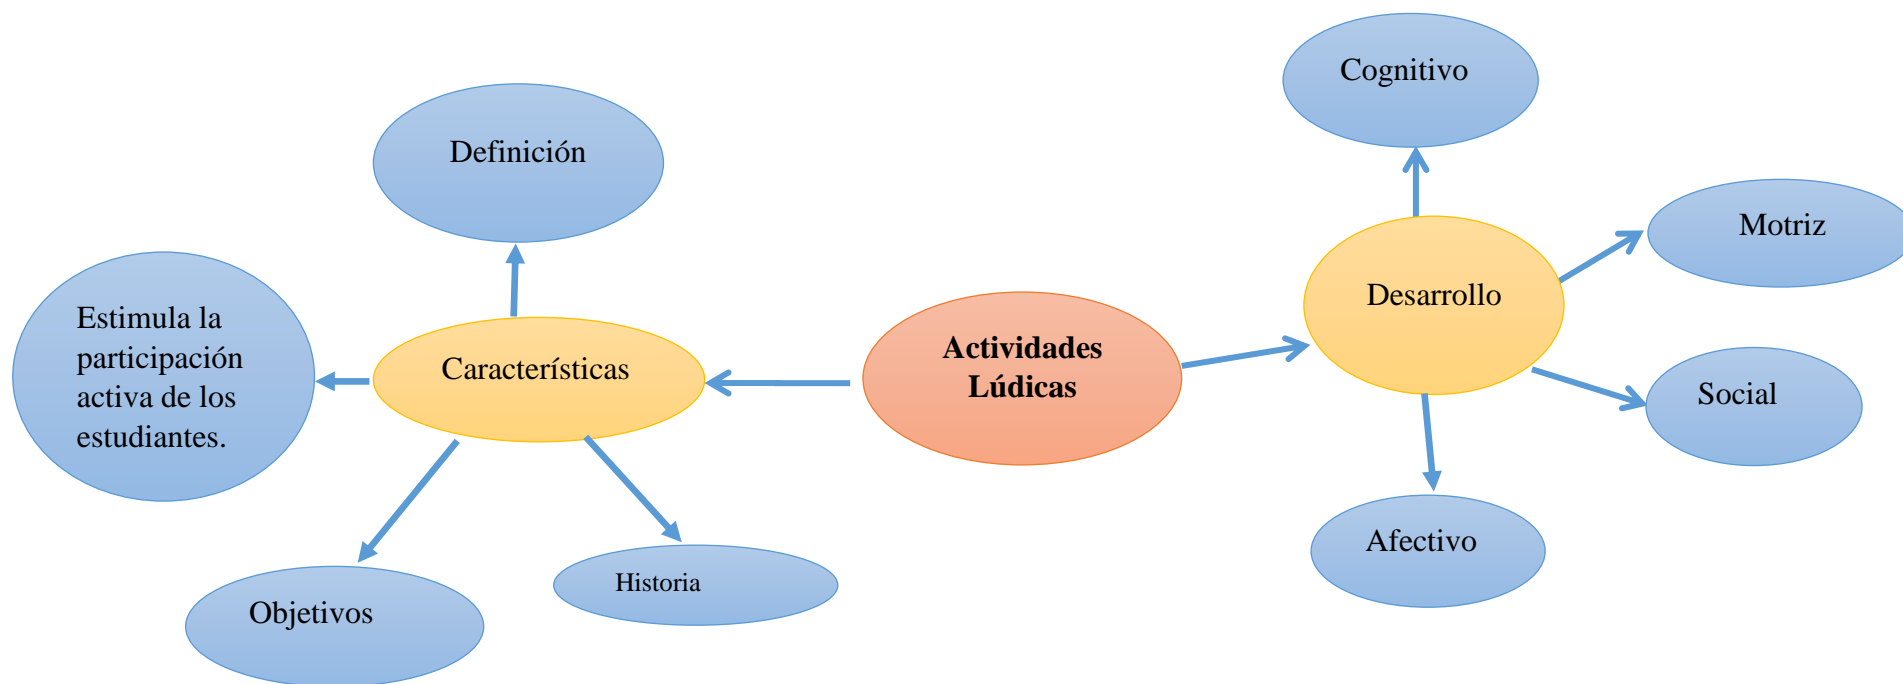 Cognitivo
Definición
Motriz
Desarrollo
Estimula la
participación
activa de los
estudiantes.
Características
Actividades
Lúdicas
Social
Afectivo
Historia
Objetivos